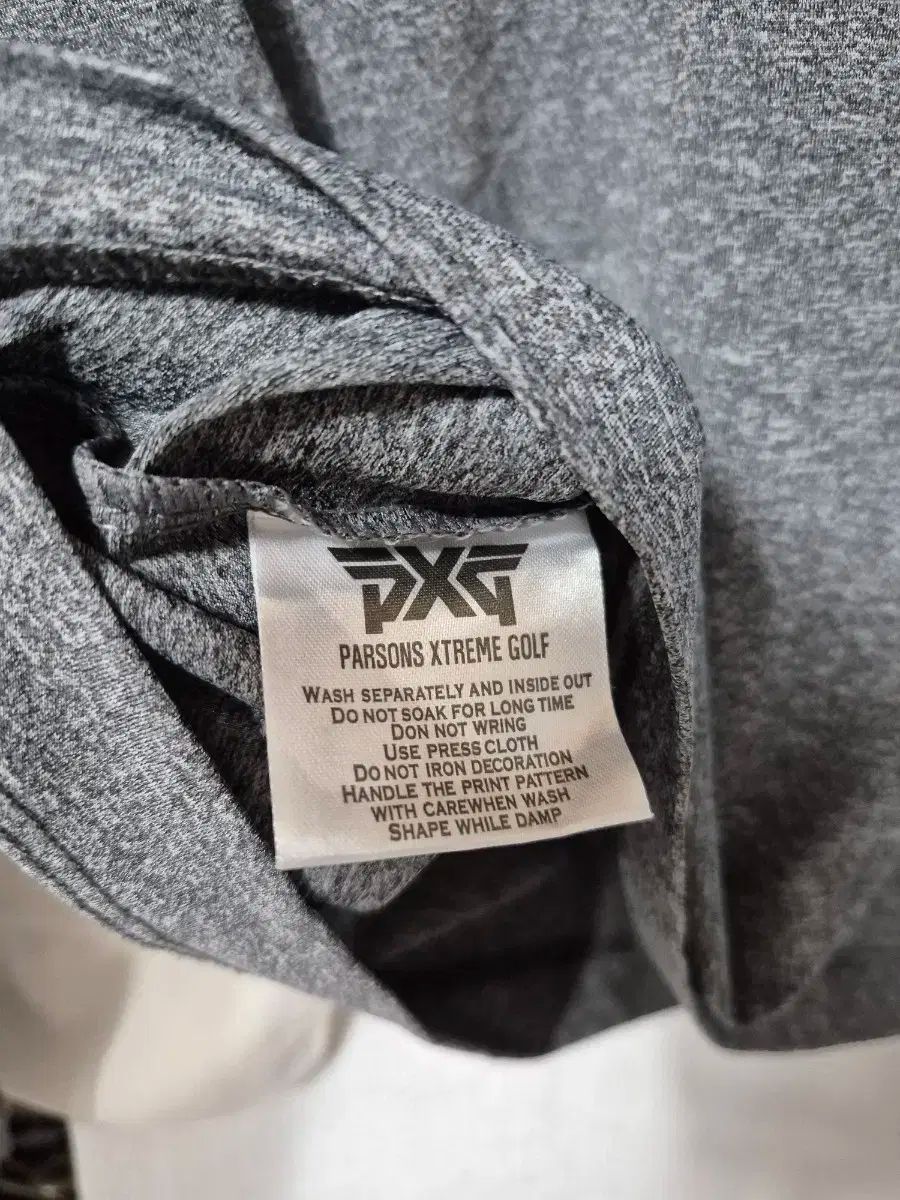 PXG
PARSONS XTREME GOLF
WASH SEPARATELY AND INSIDE OUT
DO NOT SOAK FOR LONG TIME
DON NOT WRING
USE PRESS CLOTH
DO NOT IRON DECORATION
HANDLE THE PRINT PATTERN
WITH CAREWHEN WASH
SHAPE WHILE DAMP